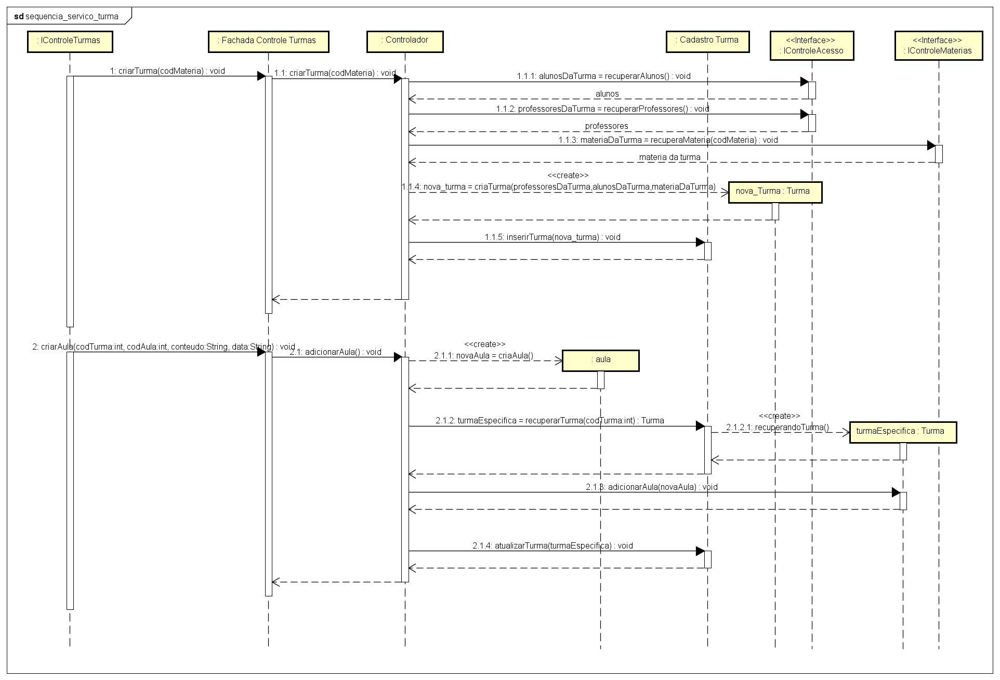 sd sequencia_servico_turma
: IControleTurmas
: Fachada Controle Turmas
: Controlador
: Cadastro Turma
<<Interface>>
: IControleAcesso
<<Interface>>
: IControleMaterias
1: criarTurma(codMateria) : void
1.1: criarTurma(codMateria) : void
1.1.1: alunosDaTurma = recuperarAlunos() : void
alunos
1.1.2: professoresDaTurma = recuperarProfessores() : void
professores
1.1.3: materiaDaTurma = recuperaMateria(codMateria) : void
materia da turma
<<create>>
1.1.4: nova_turma = criaTurma(professoresDaTurma,alunosDaTurma,materiaDaTurma)
nova_Turma : Turma
1.1.5: inserirTurma(nova_turma) : void
2: criarAula(codTurma:int, codAula:int, conteudo:String, data:String) : void
2.1: adicionarAula() : void
<<create>>
2.1.1: novaAula = criaAula()
: aula
2.1.2: turmaEspecifica = recuperarTurma(codTurma:int) : Turma
<<create>>
2.1.2.1: recuperandoTurma()
turmaEspecifica : Turma
2.1.3: adicionarAula(novaAula) : void
2.1.4: atualizarTurma(turmaEspecifica) : void